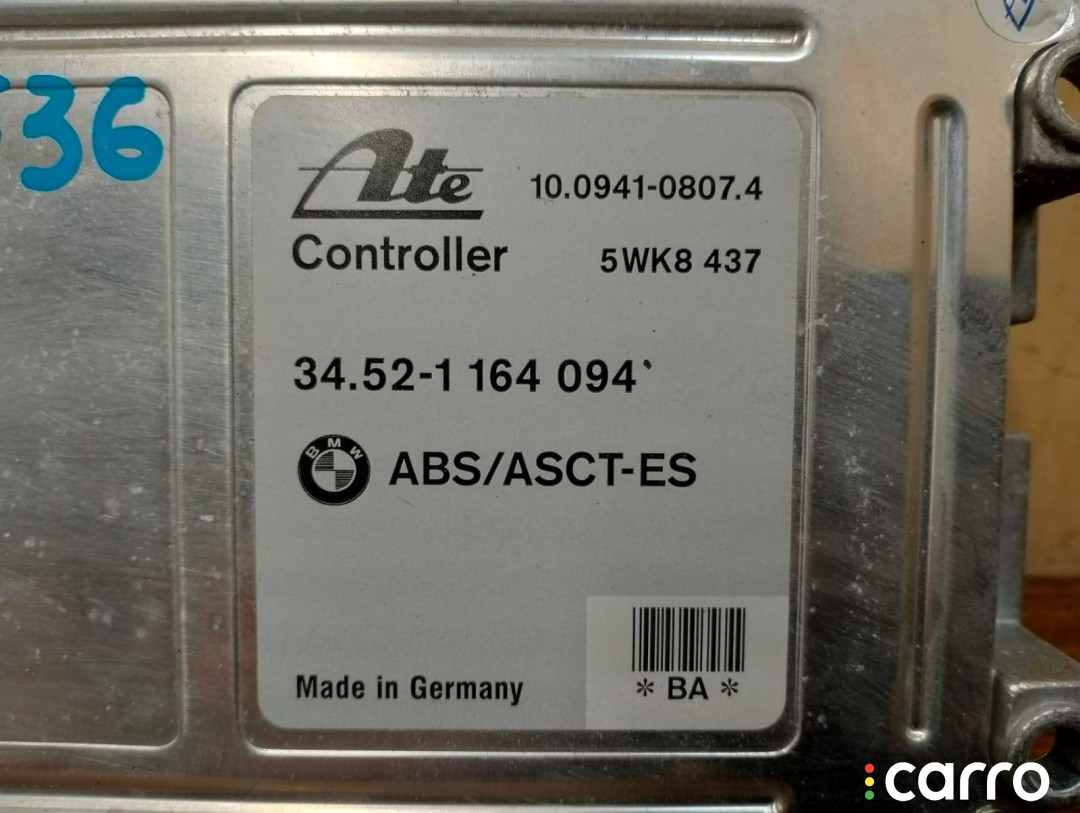 36
Ate
10.0941-0807.4
Controller
5WK8 437
34.52-1 164 094
BMW
ABS/ASCT-ES
Made in Germany
* BA *
carro